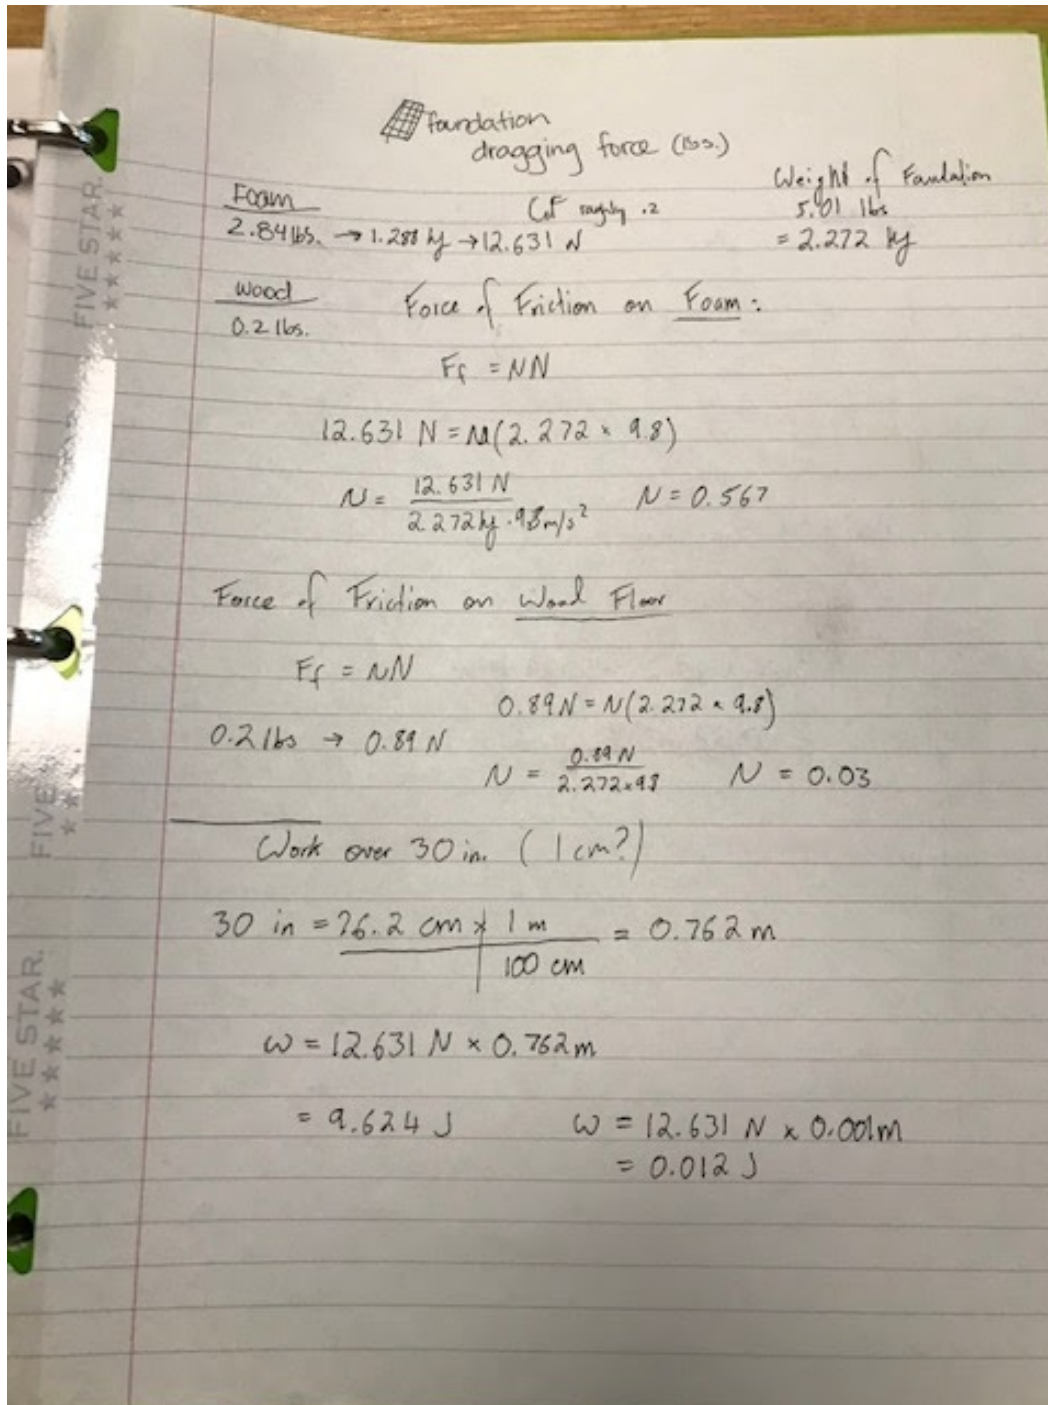 foundation
dragging force (lbs.)
Weight of Foundation
5.01 lbs
= 2.272 kg
Foam
CoF roughly .2
2.84 lbs. → 1.288 kg → 12.631 N
Wood
0.2 lbs.
Force of Friction on Foam:
Ff = μN
12.631 N = μ(2.272 × 9.8)
μ = 12.631 N / 2.272 kg · 9.8 m/s² μ = 0.567
Force of Friction on Wood Floor
Ff = μN
0.89 N = μ(2.272 × 9.8)
0.2 lbs → 0.89 N
μ = 0.89 N / 2.272 × 9.8 μ = 0.03
Work over 30 in. (1 cm?)
30 in = 76.2 cm × 1 m / 100 cm = 0.762 m
ω = 12.631 N × 0.762 m
= 9.624 J
ω = 12.631 N × 0.001 m
= 0.012 J
FIVE STAR.
FIVE STAR
FIVE STAR.